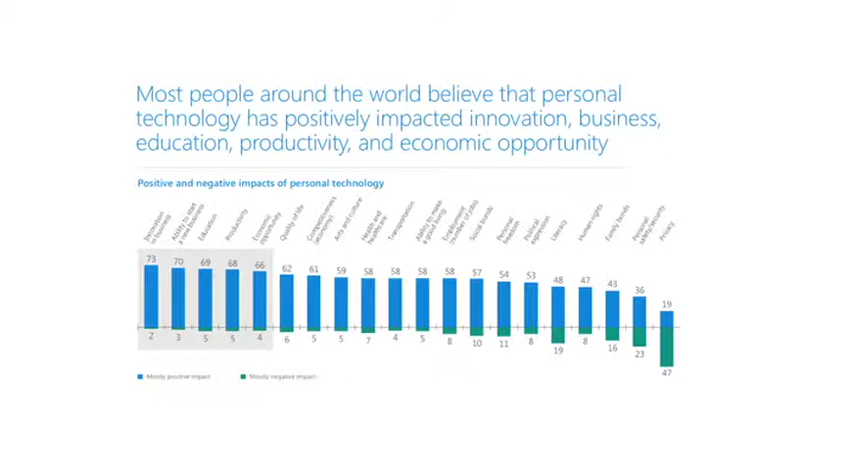 Most people around the world believe that personal
technology has positively impacted innovation, business,
education, productivity, and economic opportunity
Positive and negative impacts of personal technology
Innovation
in business
Ability to start
a new business
Education
Productivity
Economic
opportunity
Quality of life
Competitiveness
(economy)
Arts and culture
Health and
healthcare
Transportation
Ability to make
a good living
Employment
(number of jobs)
Social bonds
Personal
freedom
Political
expression
Literacy
Human rights
Family bonds
Personal
safety/security
Privacy
73 70 69 68 66 62 61 59 58 58 58 58 57 54 53 48 47 43 36 19
2 3 5 5 4 6 5 5 7 4 5 8 10 11 8 19 8 16 23 47
Mostly positive impact
Mostly negative impact